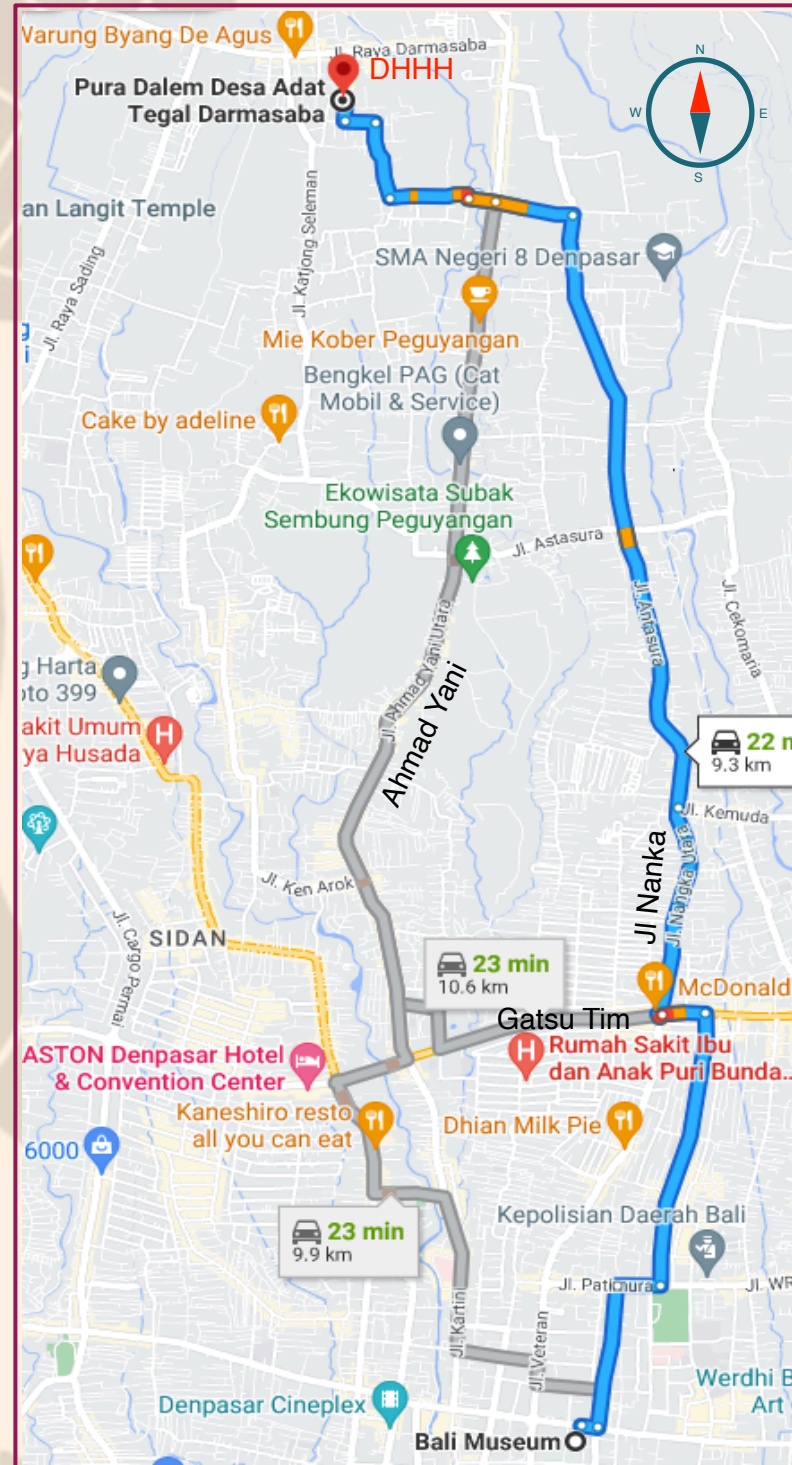 Warung Byang De Agus
Jl. Raya Darmasaba
DHHH
Pura Dalem Desa Adat
Tegal Darmasaba
N
W
E
S
an Langit Temple
Jl. Katjong Seleman
Jl. Raya Sading
SMA Negeri 8 Denpasar
Mie Kober Peguyangan
Bengkel PAG (Cat
Mobil & Service)
Cake by adeline
Ekowisata Subak
Sembung Peguyangan
Jl. Astasura
Jl. Antasura
Jl. Cekomaria
Jl. Ahmad Yani Utara
Ahmad Yani
g Harta
oto 399
akit Umum
ya Husada
22 m
9.3 km
Jl. Kemuda
Jl Nanka
Jl. Nangka Utara
Jl. Ken Arok
SIDAN
Jl. Cargo Permai
23 min
10.6 km
McDonald
Gatsu Tim
Rumah Sakit Ibu
dan Anak Puri Bunda..
ASTON Denpasar Hotel
& Convention Center
Kaneshiro resto
all you can eat
Dhian Milk Pie
6000
Kepolisian Daerah Bali
23 min
9.9 km
Jl. Pattimura
Jl. WR
Jl. Kartini
Jl. Veteran
Werdhi B
Art
Denpasar Cineplex
Bali Museum